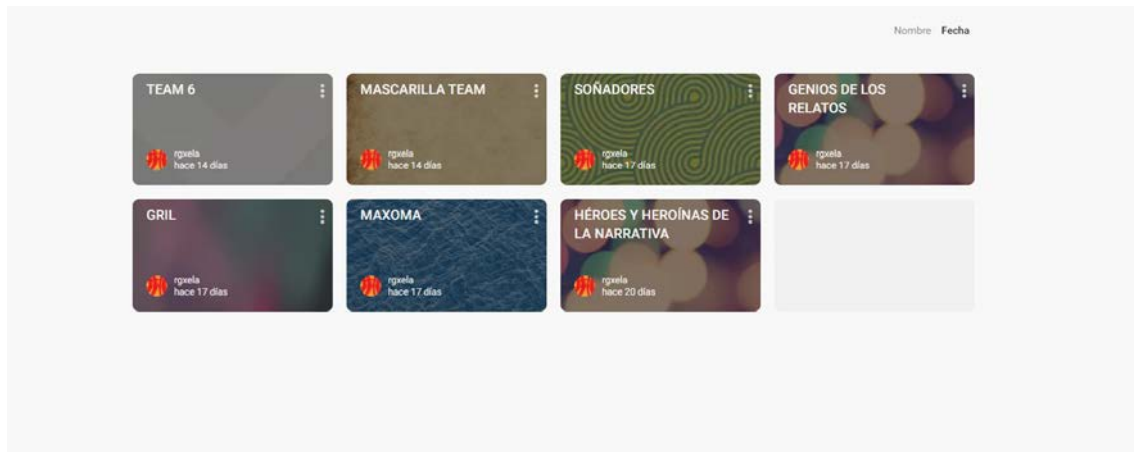 Nombre Fecha
TEAM 6
rgxela
hace 14 días
MASCARILLA TEAM
rgxela
hace 14 días
SOÑADORES
rgxela
hace 17 días
GENIOS DE LOS
RELATOS
rgxela
hace 17 días
GRIL
rgxela
hace 17 días
MAXOMA
rgxela
hace 17 días
HÉROES Y HEROÍNAS DE
LA NARRATIVA
rgxela
hace 20 días